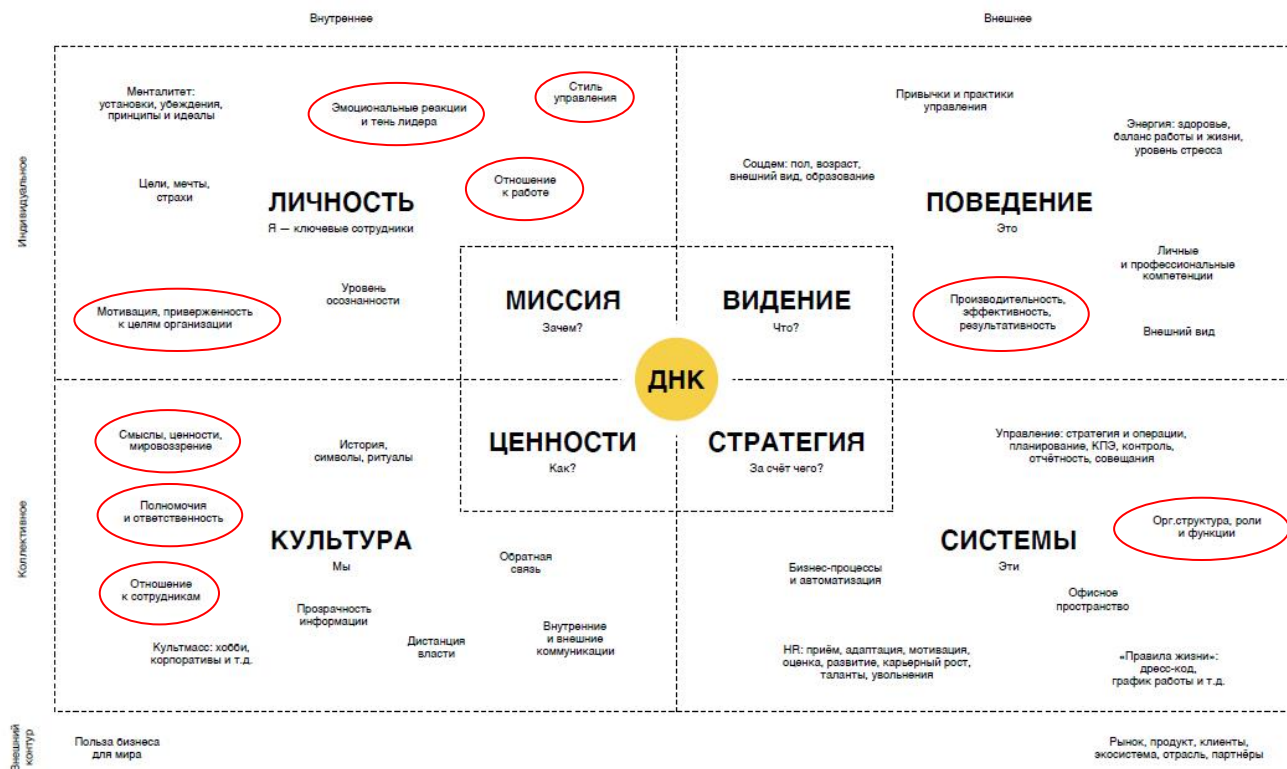 Внутреннее
Внешнее
Индивидуальное
Менталитет:
установки, убеждения,
принципы и идеалы
Эмоциональные реакции
и тень лидера
Стиль
управления
Цели, мечты,
страхи
Отношение
к работе
ЛИЧНОСТЬ
Я — ключевые сотрудники
Уровень
осознанности
Мотивация, приверженность
к целям организации
Привычки и практики
управления
Энергия: здоровье,
баланс работы и жизни,
уровень стресса
Соцдем: пол, возраст,
внешний вид, образование
ПОВЕДЕНИЕ
Это
Личные
и профессиональные
компетенции
Производительность,
эффективность,
результативность
Внешний вид
МИССИЯ
Зачем?
ВИДЕНИЕ
Что?
ДНК
ЦЕННОСТИ
Как?
СТРАТЕГИЯ
За счёт чего?
Коллективное
Смыслы, ценности,
мировоззрение
История,
символы, ритуалы
Полномочия
и ответственность
КУЛЬТУРА
Мы
Обратная
связь
Отношение
к сотрудникам
Прозрачность
информации
Культмасс: хобби,
корпоративы и т.д.
Дистанция
власти
Внутренние
и внешние
коммуникации
Управление: стратегия и операции,
планирование, КПЭ, контроль,
отчётность, совещания
Орг.структура, роли
и функции
СИСТЕМЫ
Эти
Бизнес-процессы
и автоматизация
Офисное
пространство
HR: приём, адаптация, мотивация,
оценка, развитие, карьерный рост,
таланты, увольнения
«Правила жизни»:
дресс-код,
график работы и т.д.
Внешний
контур
Польза бизнеса
для мира
Рынок, продукт, клиенты,
экосистема, отрасль, партнёры